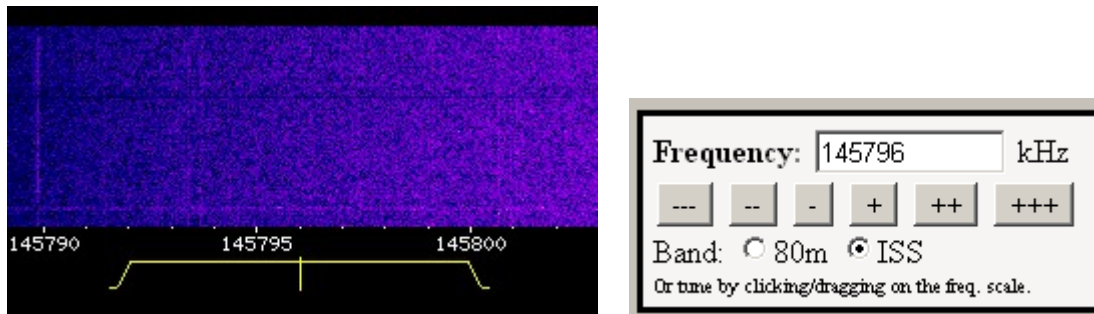 145790 145795 145800
Frequency: 145796 kHz
--- -- - + ++ +++
Band: 80m ISS
Or tune by clicking/dragging on the freq. scale.